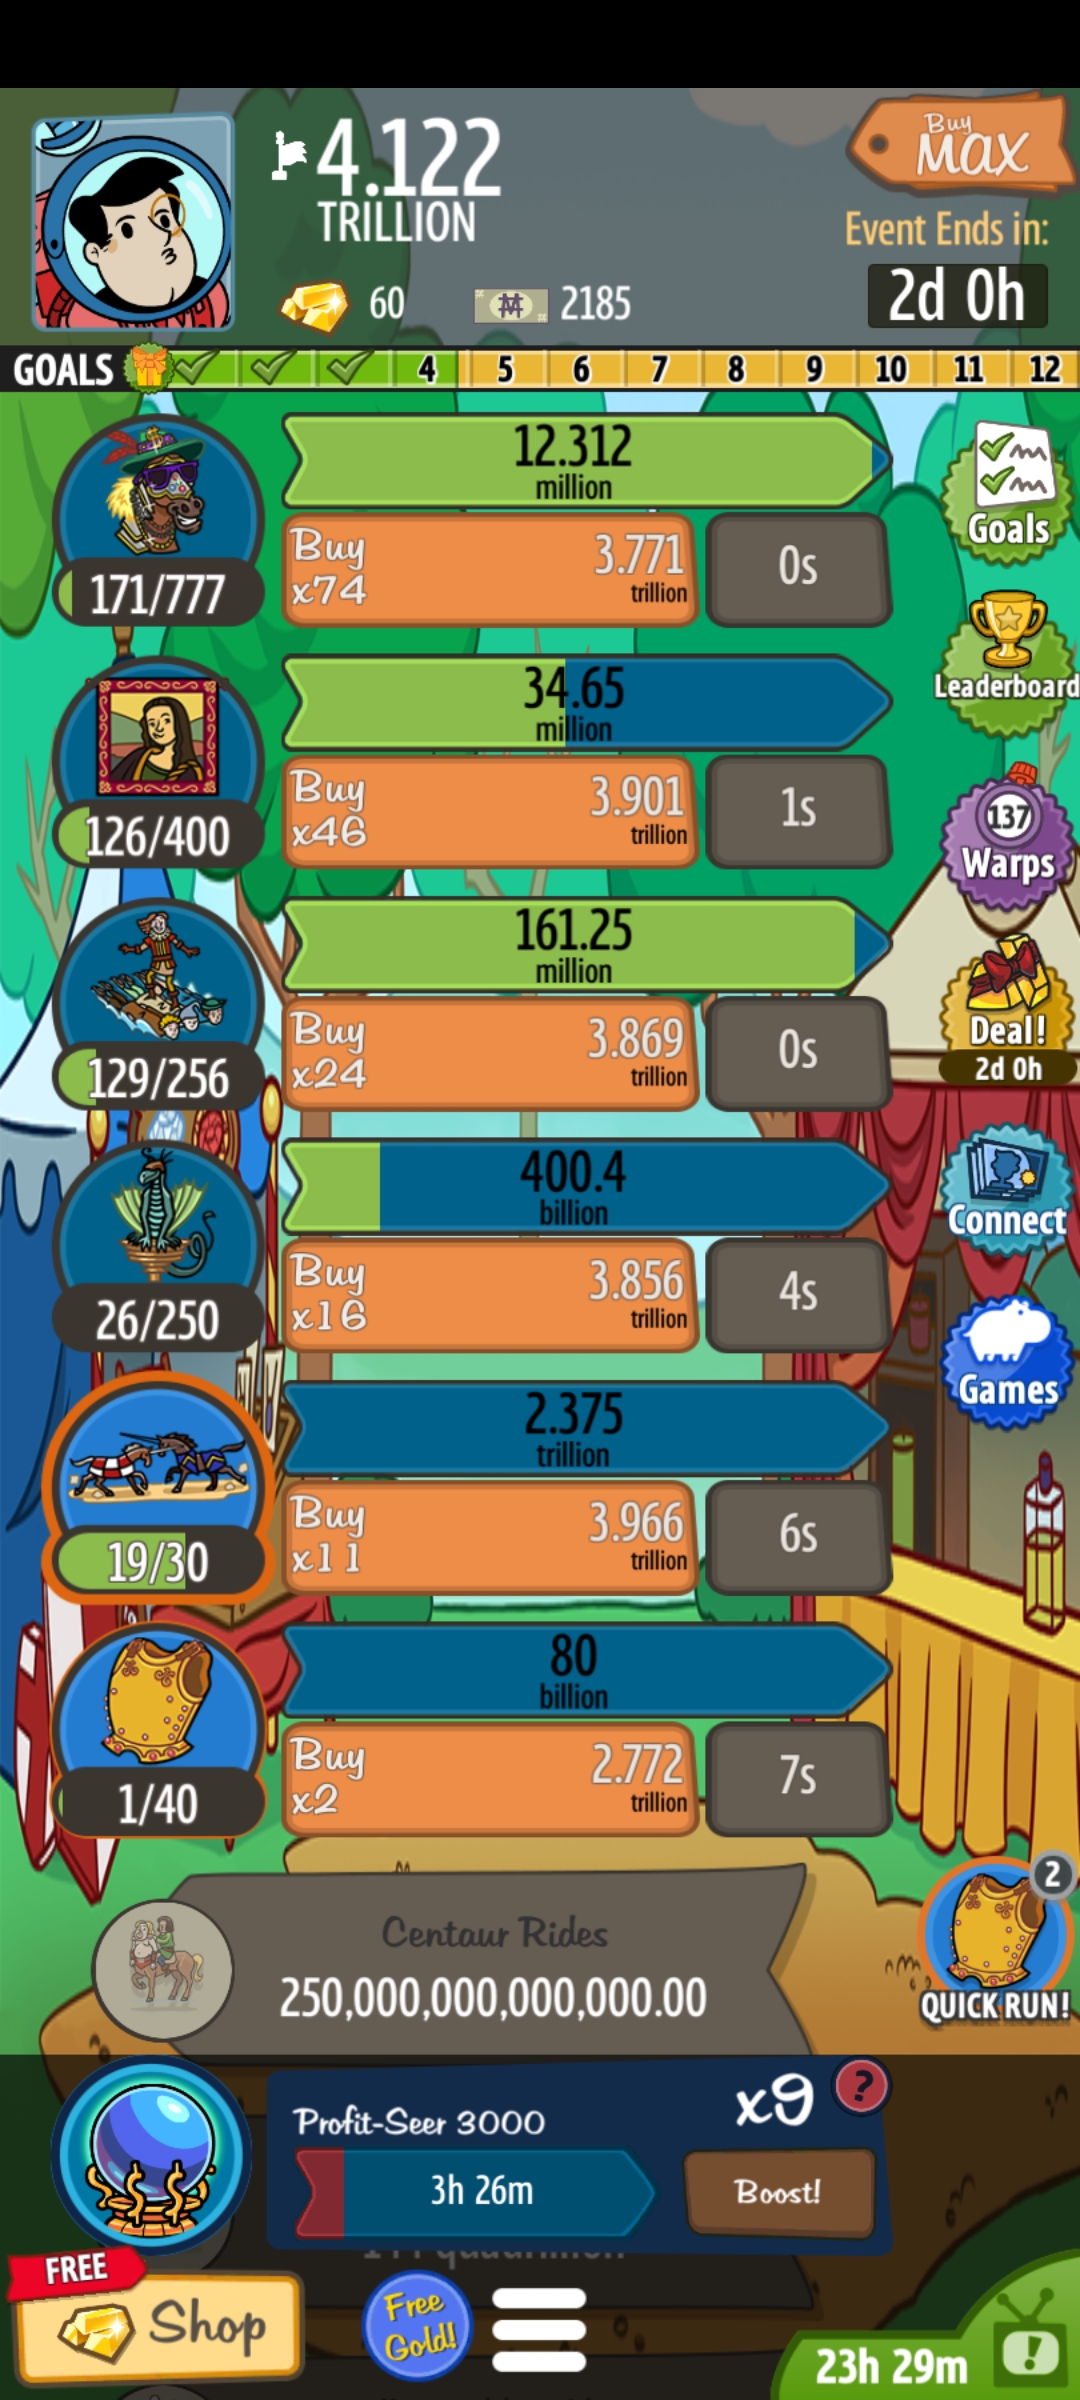 4.122
TRILLION
60
2185
Buy
MAX
Event Ends in:
2d 0h
GOALS 4 5 6 7 8 9 10 11 12
12.312
million
171/777
Buy
x74
3.771
trillion
0s
Goals
Leaderboard
34.65
million
126/400
Buy
x46
3.901
trillion
1s
137
Warps
161.25
million
129/256
Buy
x24
3.869
trillion
0s
Deal!
2d 0h
400.4
billion
26/250
Buy
x16
3.856
trillion
4s
Connect
Games
2.375
trillion
19/30
Buy
x11
3.966
trillion
6s
80
billion
1/40
Buy
x2
2.772
trillion
7s
Centaur Rides
250,000,000,000,000.00
2
QUICK RUN!
Profit-Seer 3000
x9
?
3h 26m
Boost!
FREE
Shop
Free
Gold!
23h 29m
!